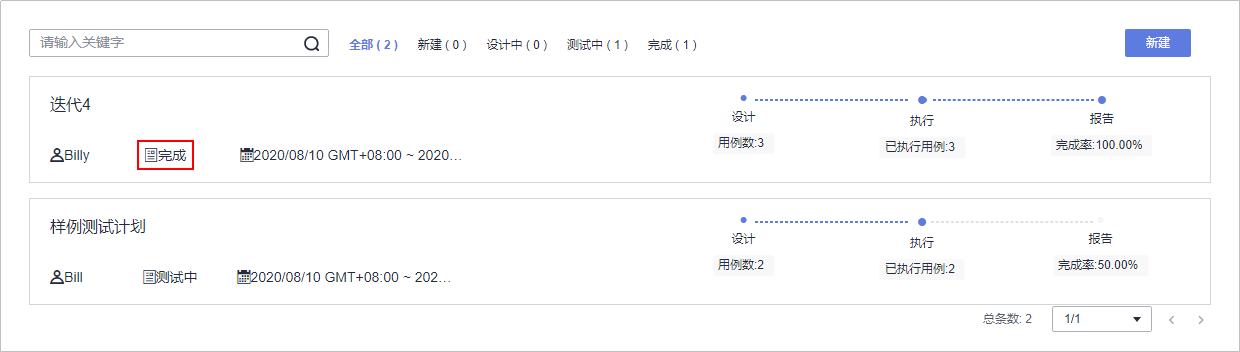 请输入关键字 全部 ( 2 ) 新建 ( 0 ) 设计中 ( 0 ) 测试中 ( 1 ) 完成 ( 1 ) 新建
迭代4
设计 执行 报告
用例数:3 已执行用例:3 完成率:100.00%
Billy 完成 2020/08/10 GMT+08:00 ~ 2020…
样例测试计划
设计 执行 报告
用例数:2 已执行用例:2 完成率:50.00%
Bill 测试中 2020/08/10 GMT+08:00 ~ 202…
总条数: 2 1/1